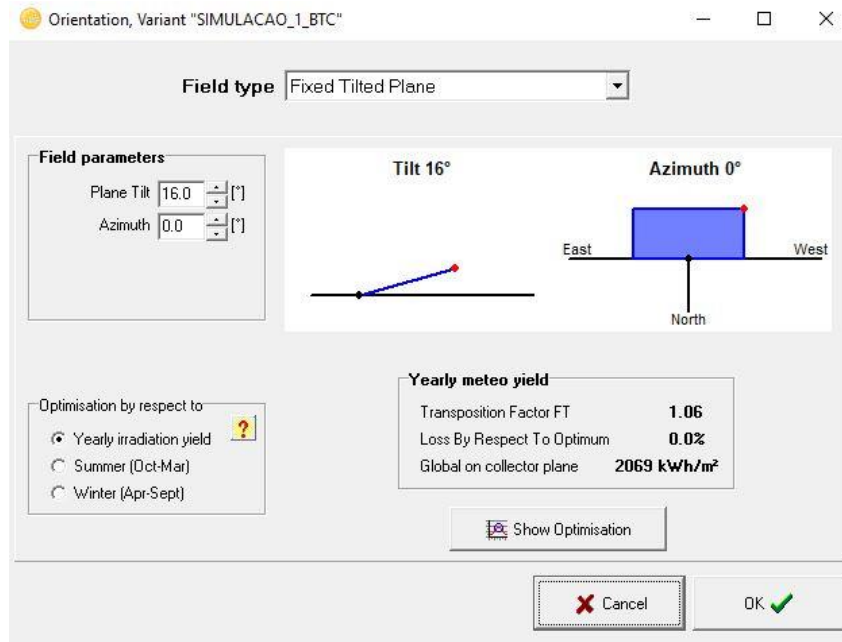 Orientation, Variant "SIMULACAO_1_BTC"
Field type Fixed Tilted Plane
Field parameters
Plane Tilt 16.0 [°]
Azimuth 0.0 [°]
Tilt 16°
Azimuth 0°
East
West
North
Optimisation by respect to
?
Yearly irradiation yield
Summer (Oct-Mar)
Winter (Apr-Sept)
Yearly meteo yield
Transposition Factor FT 1.06
Loss By Respect To Optimum 0.0%
Global on collector plane 2069 kWh/m²
Show Optimisation
Cancel
OK